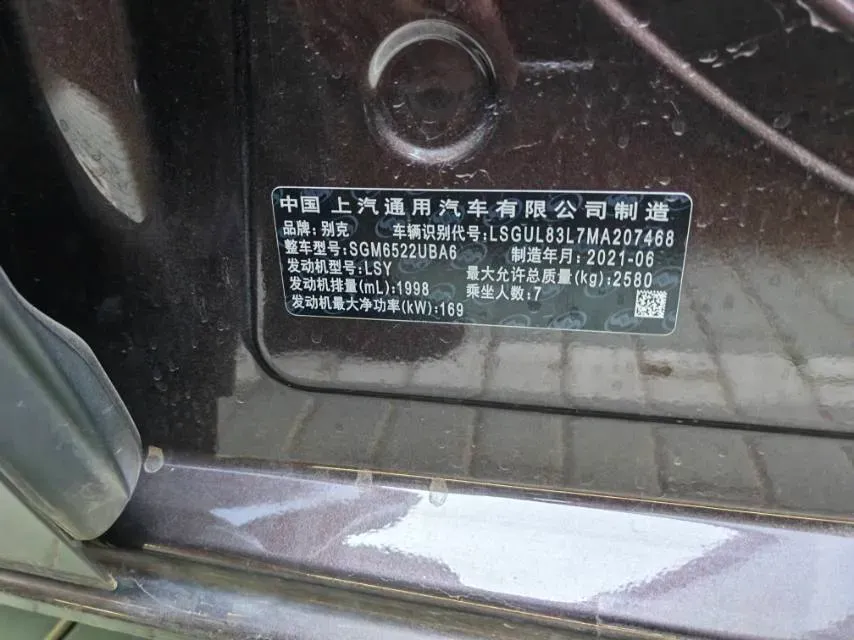 中国 上汽通用汽车有限公司制造
品牌:别克 车辆识别代号:LSGUL83L7MA207468
整车型号:SGM6522UBA6 制造年月:2021-06
发动机型号:LSY 最大允许总质量(kg):2580
发动机排量(mL):1998 乘坐人数:7
发动机最大净功率(kW):169